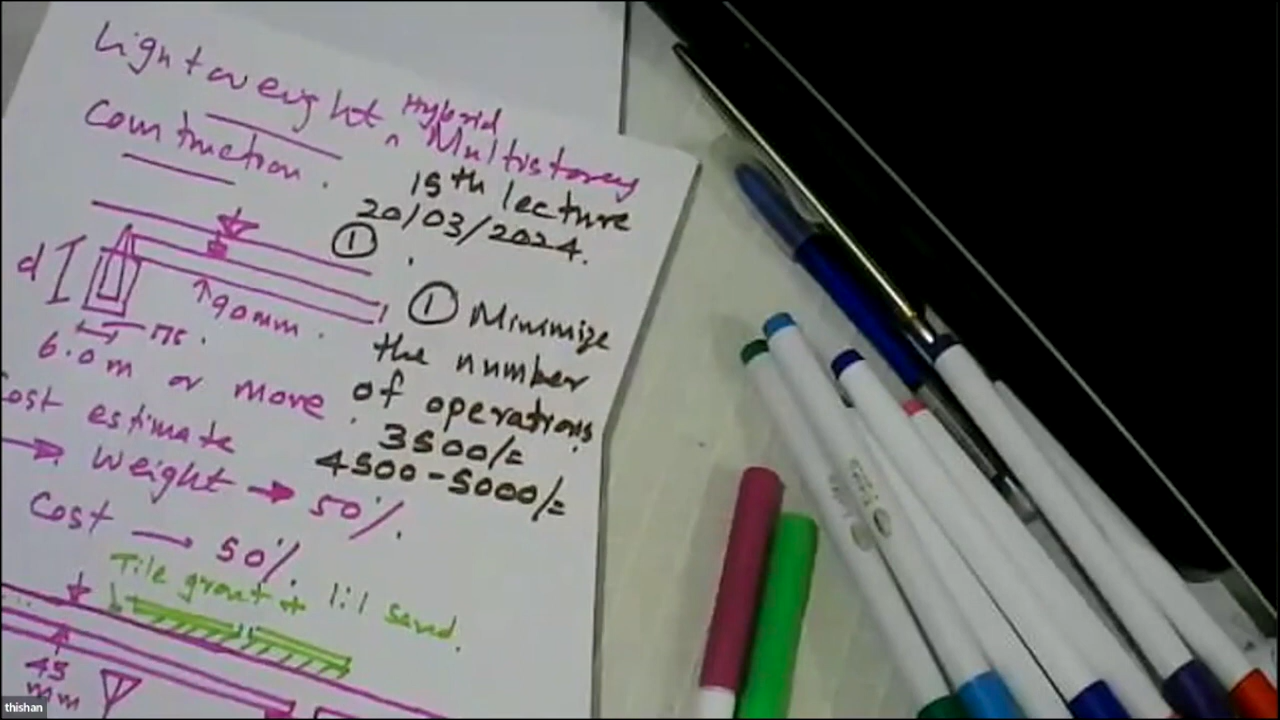 Lightweight ^ Hybrid Multistorey
Construction.
15th lecture
20/03/2024.
①
d
90mm.
175.
6.0m or more.
① Minimize
the number
of operations.
3500/=
4500-5000/=
Cost estimate
→ Weight → 50%.
Cost → 50%.
Tile grout + 1:1 sand.
45
mm
thishan